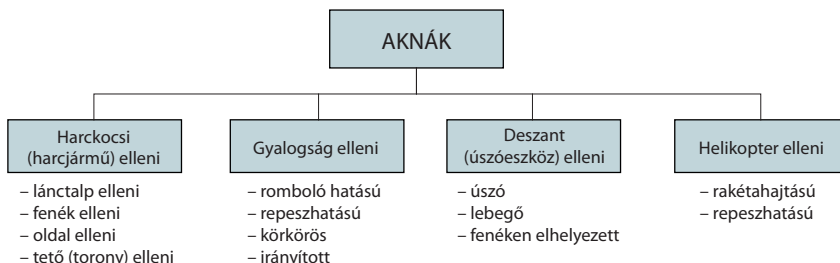 AKNÁK
Harckocsi
(harcjármű) elleni
– lánctalp elleni
– fenék elleni
– oldal elleni
– tető (torony) elleni
Gyalogság elleni
– romboló hatású
– repeszhatású
– körkörös
– irányított
Deszant
(úszóeszköz) elleni
– úszó
– lebegő
– fenéken elhelyezett
Helikopter elleni
– rakétahajtású
– repeszhatású